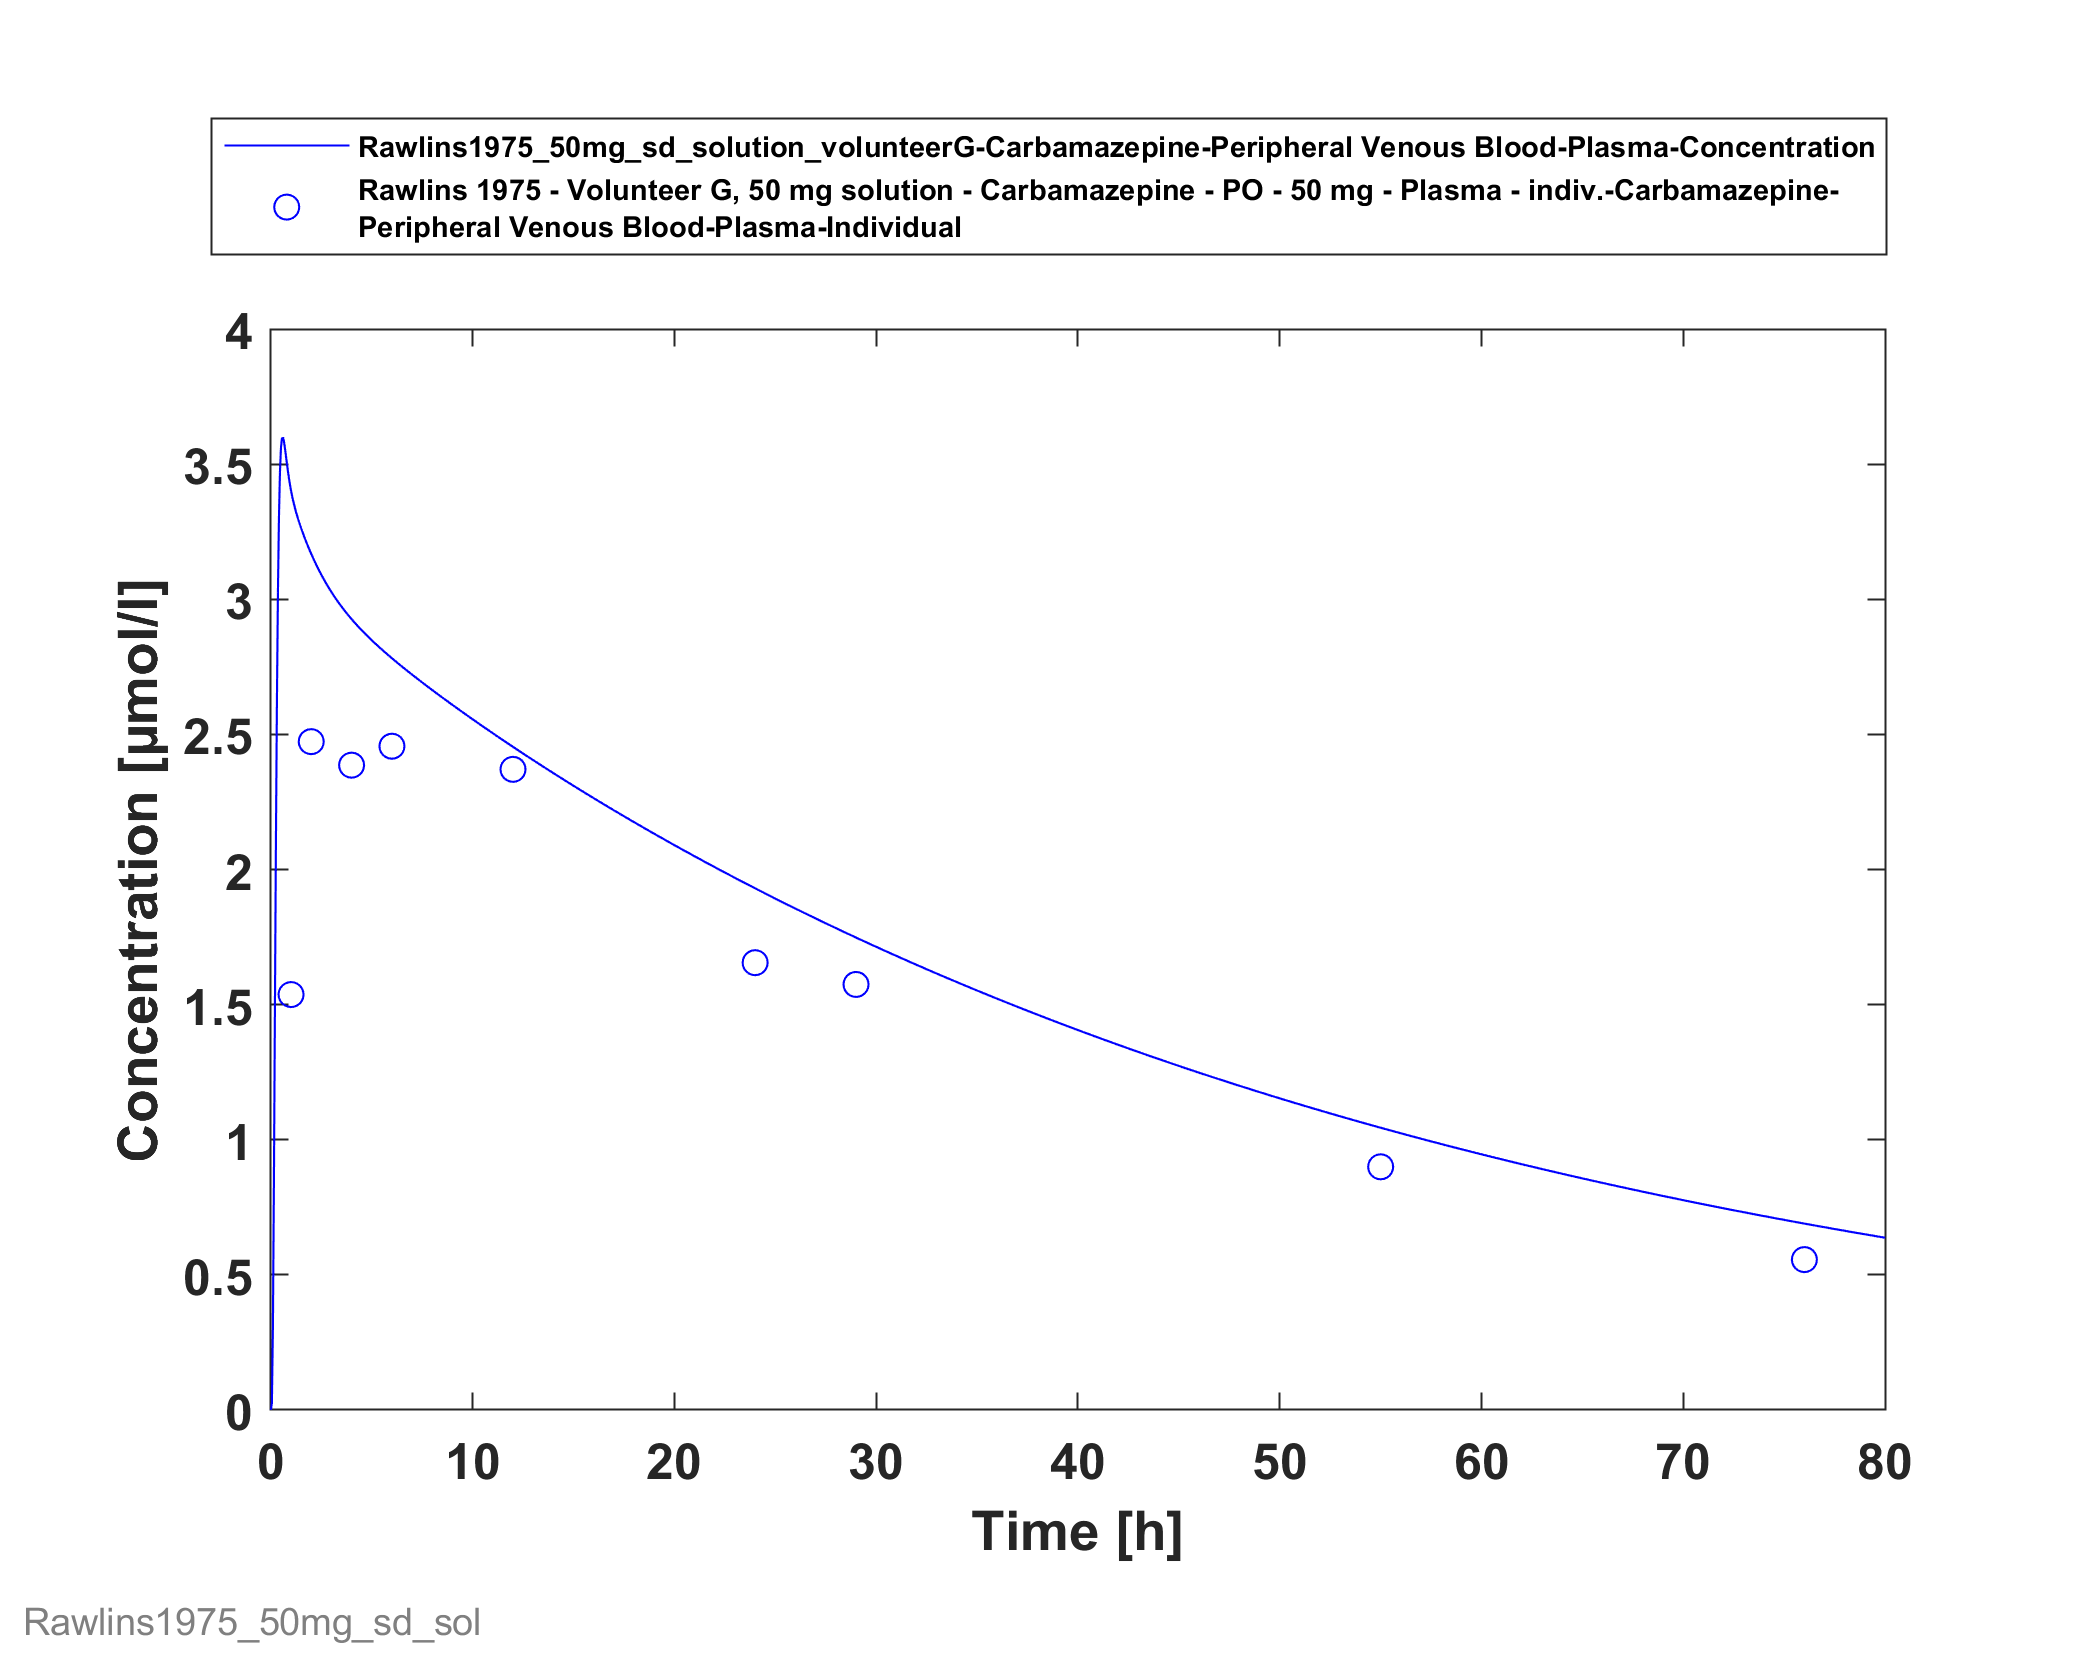 Rawlins1975_50mg_sd_solution_volunteerG-Carbamazepine-Peripheral Venous Blood-Plasma-Concentration
Rawlins 1975 - Volunteer G, 50 mg solution - Carbamazepine - PO - 50 mg - Plasma - indiv.-Carbamazepine-
Peripheral Venous Blood-Plasma-Individual
4
3.5
3
2.5
2
1.5
1
0.5
0
Concentration [µmol/l]
0 10 20 30 40 50 60 70 80
Time [h]
Rawlins1975_50mg_sd_sol